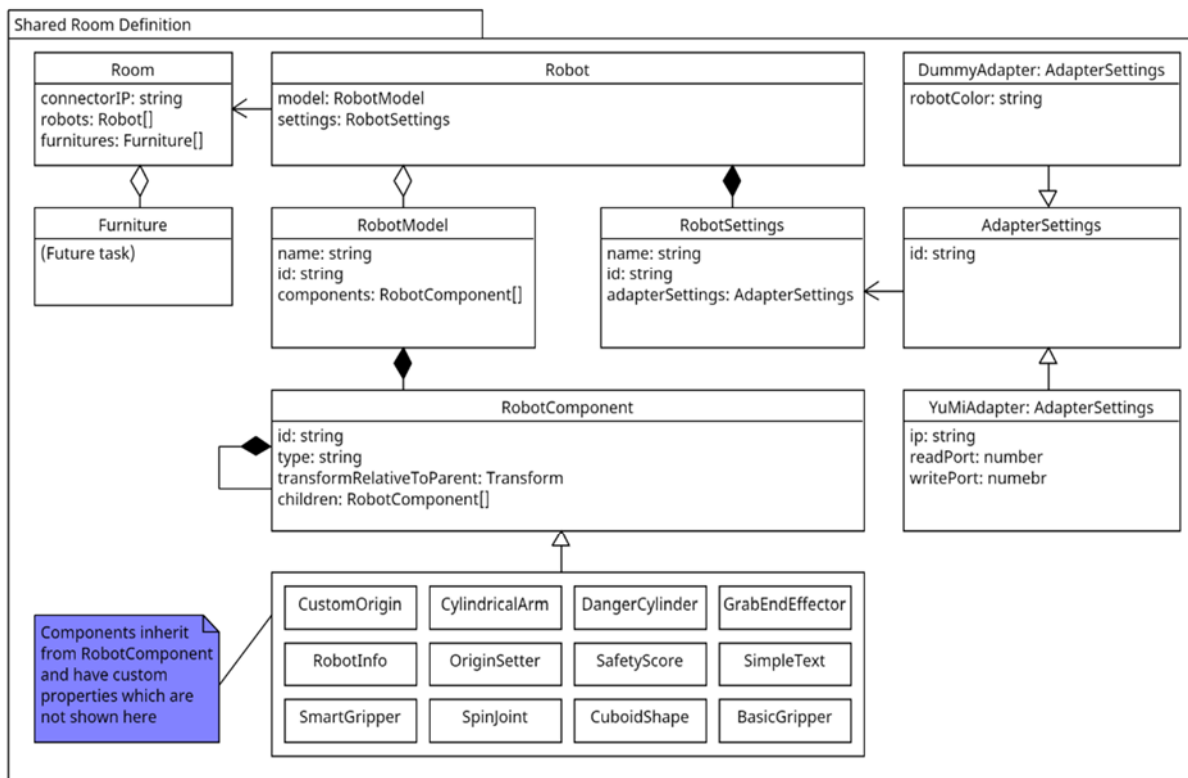 Shared Room Definition
Room
connectorIP: string
robots: Robot[]
furnitures: Furniture[]
Robot
model: RobotModel
settings: RobotSettings
DummyAdapter: AdapterSettings
robotColor: string
Furniture
(Future task)
RobotModel
name: string
id: string
components: RobotComponent[]
RobotSettings
name: string
id: string
adapterSettings: AdapterSettings
AdapterSettings
id: string
RobotComponent
id: string
type: string
transformRelativeToParent: Transform
children: RobotComponent[]
YuMiAdapter: AdapterSettings
ip: string
readPort: number
writePort: numebr
Components inherit
from RobotComponent
and have custom
properties which are
not shown here
CustomOrigin
CylindricalArm
DangerCylinder
GrabEndEffector
RobotInfo
OriginSetter
SafetyScore
SimpleText
SmartGripper
SpinJoint
CuboidShape
BasicGripper